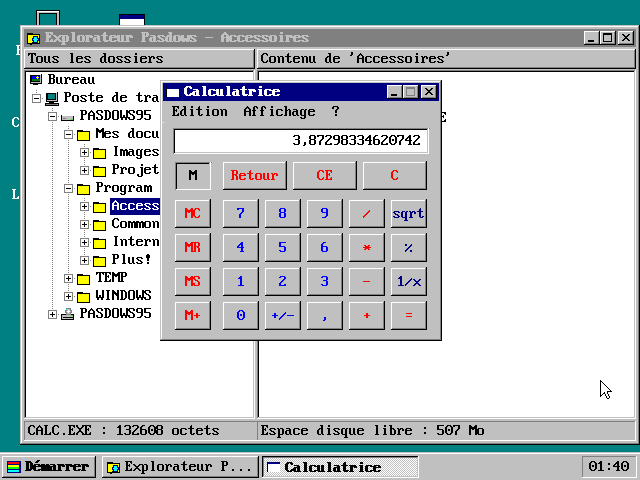 Explorateur Pasdows - Accessoires
Tous les dossiers
Contenu de 'Accessoires'
Bureau
Poste de tra
PASDOWS95
Mes docu
Images
Projet
Program
Access
Common
Intern
Plus!
TEMP
WINDOWS
PASDOWS95
E
Calculatrice
Edition Affichage ?
3,87298334620742
M Retour CE C
MC 7 8 9 / sqrt
MR 4 5 6 * %
MS 1 2 3 - 1/x
M+ 0 +/- , + =
CALC.EXE : 132608 octets
Espace disque libre : 507 Mo
Démarrer
Explorateur P...
Calculatrice
01:40